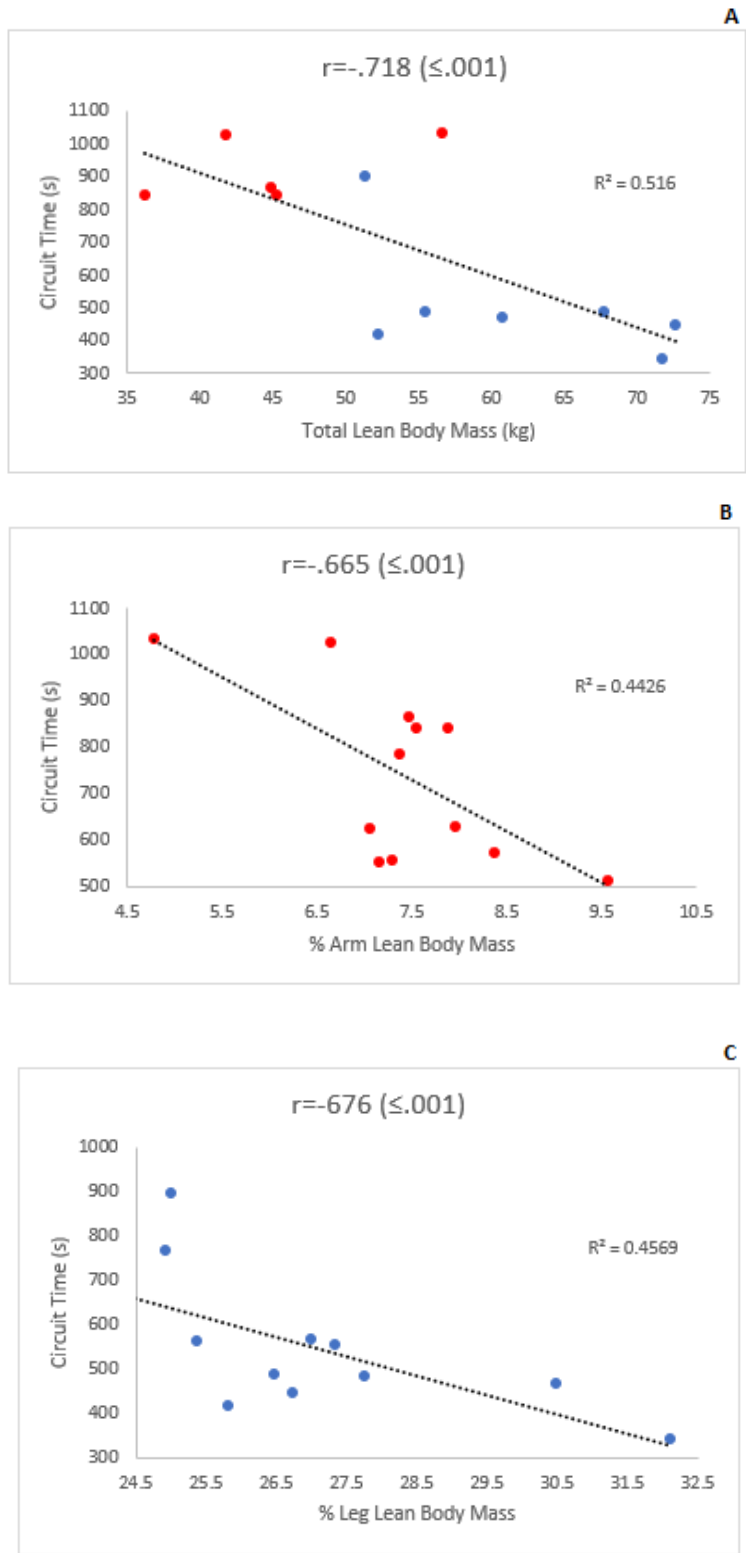 A
r=-.718 (≤.001)
1100
1000
900
800
700
600
500
400
300
Circuit Time (s)
R² = 0.516
35 40 45 50 55 60 65 70 75
Total Lean Body Mass (kg)
B
r=-.665 (≤.001)
1100
1000
900
800
700
600
500
Circuit Time (s)
R² = 0.4426
4.5 5.5 6.5 7.5 8.5 9.5 10.5
% Arm Lean Body Mass
C
r=-676 (≤.001)
1000
900
800
700
600
500
400
300
Circuit Time (s)
R² = 0.4569
24.5 25.5 26.5 27.5 28.5 29.5 30.5 31.5 32.5
% Leg Lean Body Mass